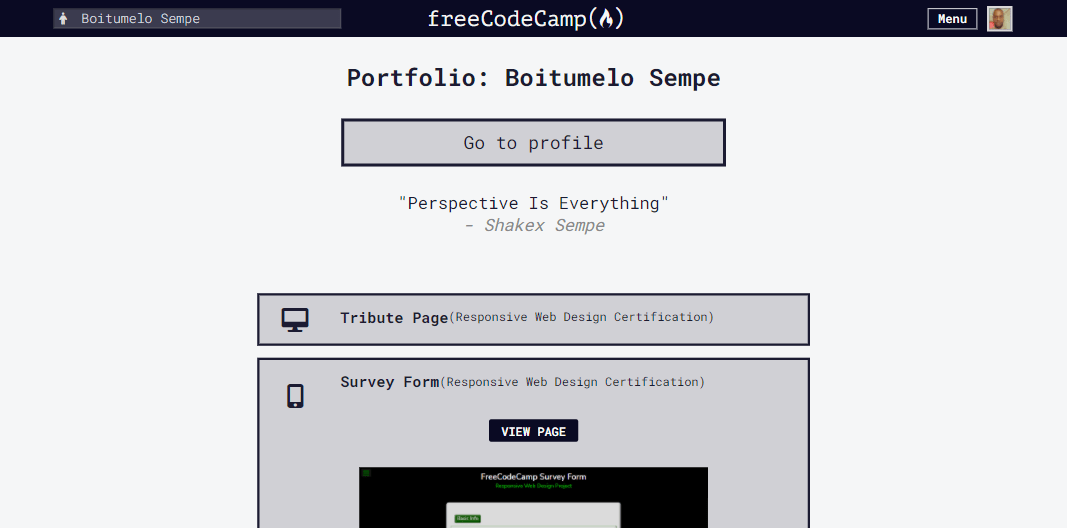 Boitumelo Sempe
freeCodeCamp(🔥)
Menu
Portfolio: Boitumelo Sempe
Go to profile
"Perspective Is Everything"
- Shakex Sempe
Tribute Page(Responsive Web Design Certification)
Survey Form(Responsive Web Design Certification)
VIEW PAGE
FreeCodeCamp Survey Form
Responsive Web Design Project
Basic Info